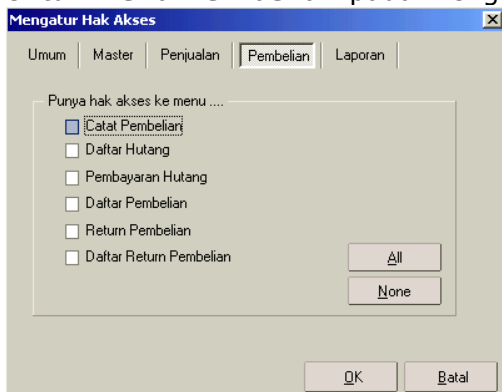 Mengatur Hak Akses
Umum Master Penjualan Pembelian Laporan
Punya hak akses ke menu ....
Catat Pembelian
Daftar Hutang
Pembayaran Hutang
Daftar Pembelian
Return Pembelian
Daftar Return Pembelian
All
None
OK Batal